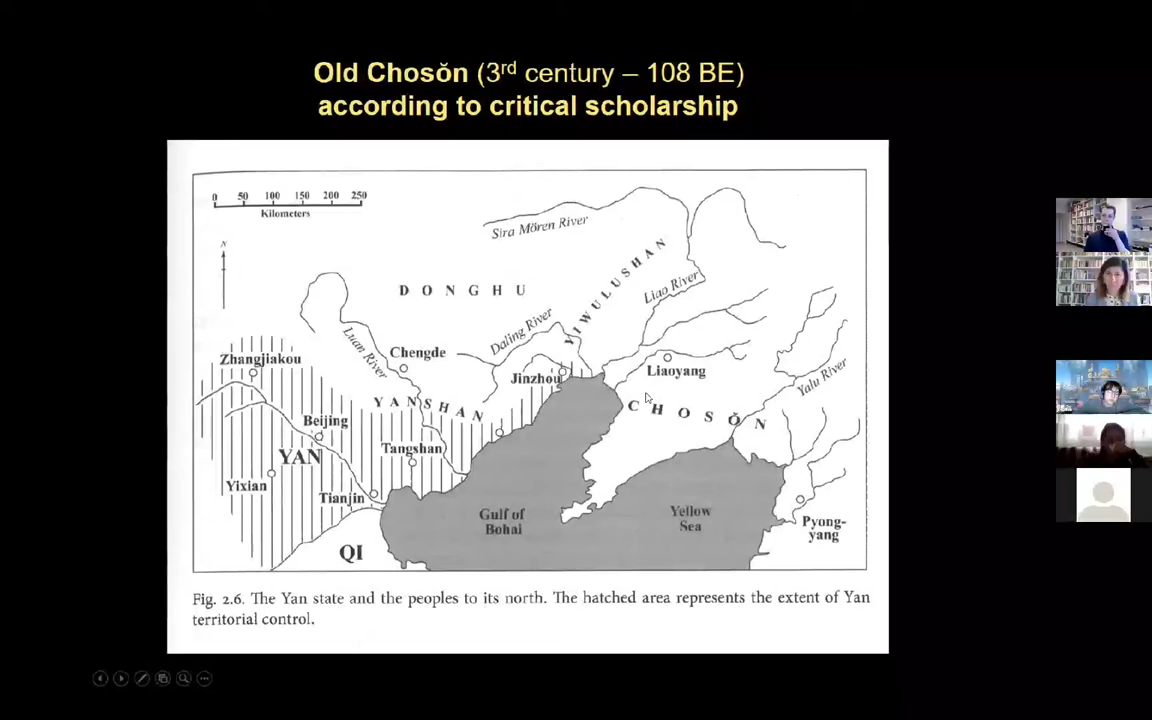 Old Chosŏn (3rd century – 108 BE)
according to critical scholarship
0 50 100 150 200 250
Kilometers
N
Sira Mören River
DONGHU
YIWULUSHAN
Liao River
Daling River
Luan River
Zhangjiakou
Chengde
Jinzhou
Liaoyang
Yalu River
YANSHAN
CHOSŎN
Beijing
YAN
Tangshan
Yixian
Tianjin
Gulf of
Bohai
Yellow
Sea
Pyong-
yang
QI
Fig. 2.6. The Yan state and the peoples to its north. The hatched area represents the extent of Yan
territorial control.